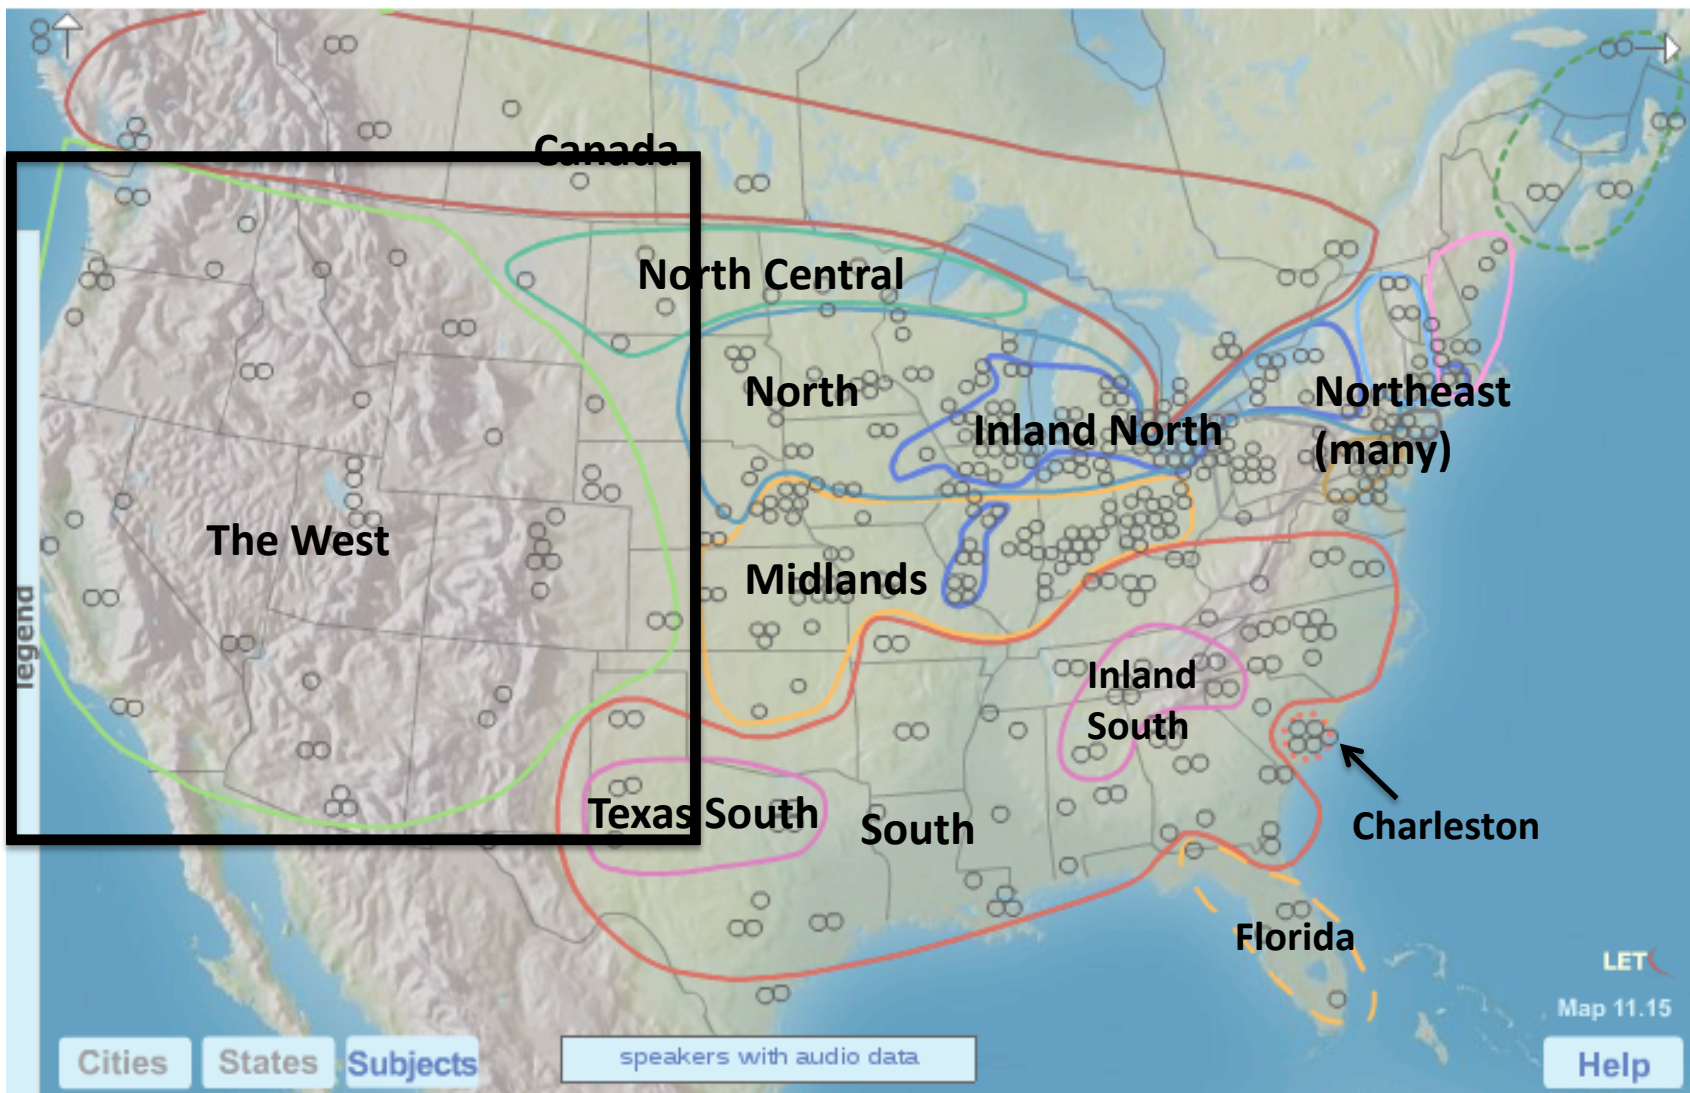 Canada
North Central
North
Inland North
Northeast
(many)
The West
Midlands
legend
Inland
South
Texas South
South
Charleston
Florida
LET
Map 11.15
Cities
States
Subjects
speakers with audio data
Help